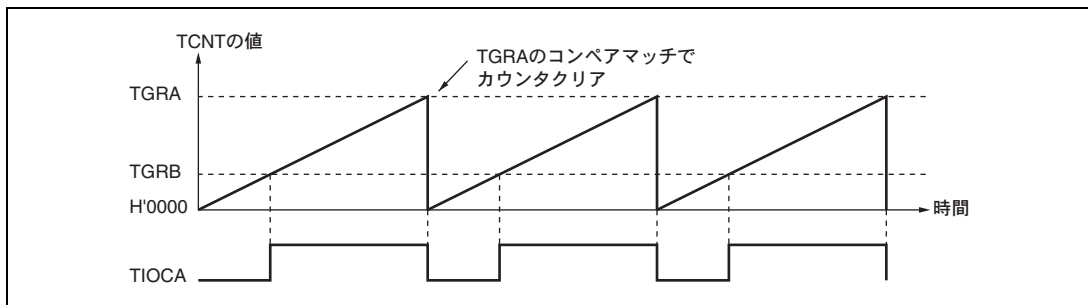 TCNTの値
TGRAのコンペアマッチで
カウンタクリア
TGRA
TGRB
H'0000
時間
TIOCA